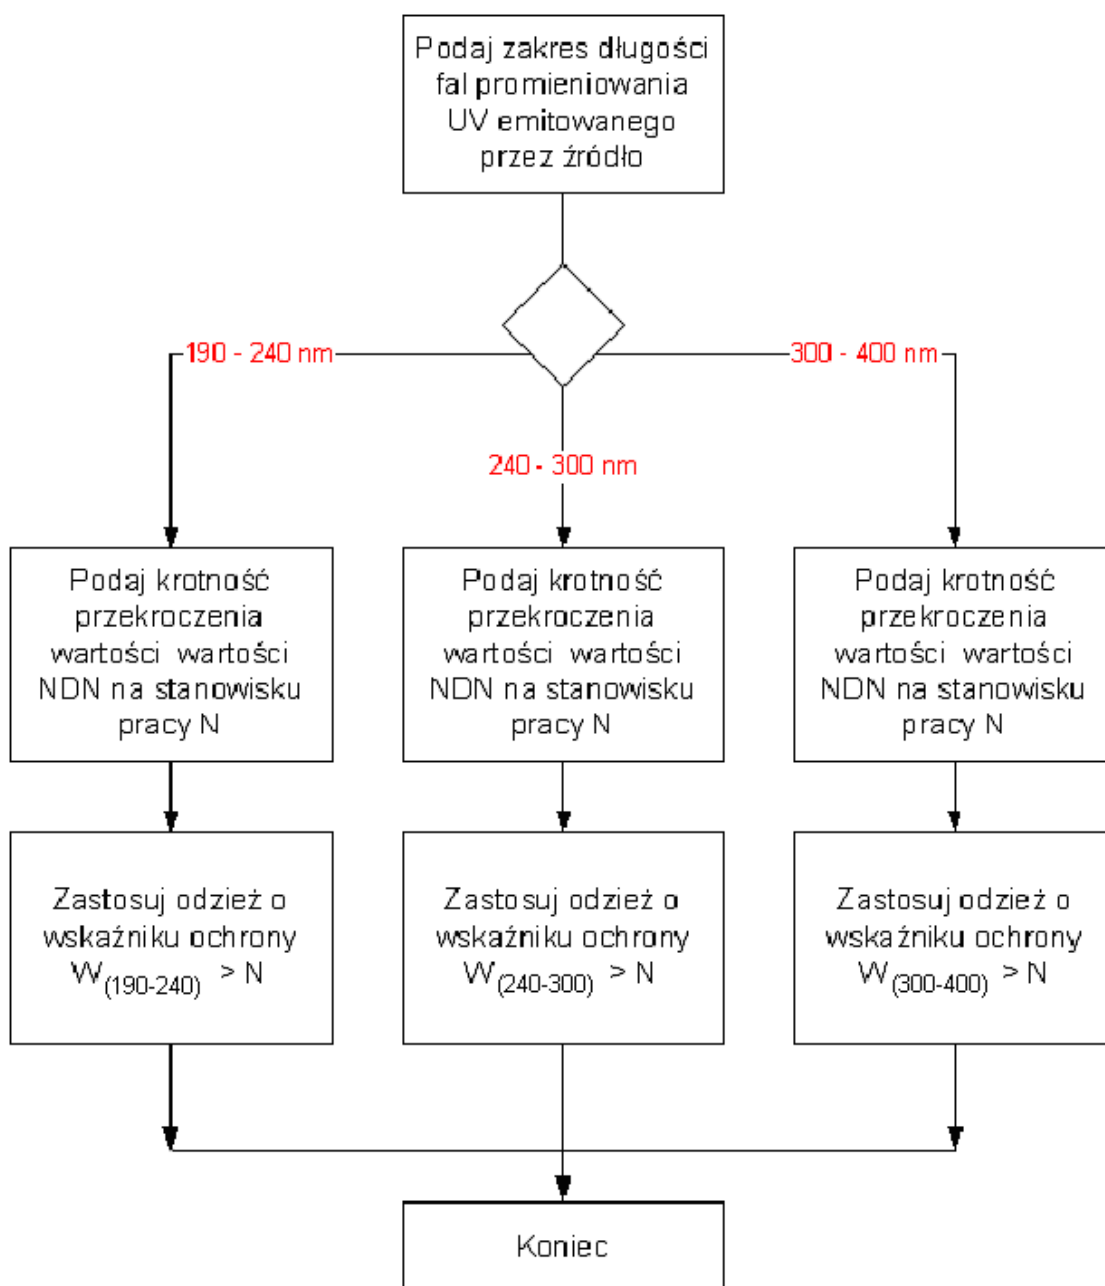 Podaj zakres długości
fal promieniowania
UV emitowanego
przez źródło
190 - 240 nm
300 - 400 nm
240 - 300 nm
Podaj krotność
przekroczenia
wartości wartości
NDN na stanowisku
pracy N
Podaj krotność
przekroczenia
wartości wartości
NDN na stanowisku
pracy N
Podaj krotność
przekroczenia
wartości wartości
NDN na stanowisku
pracy N
Zastosuj odzież o
wskaźniku ochrony
W(190-240) > N
Zastosuj odzież o
wskaźniku ochrony
W(240-300) > N
Zastosuj odzież o
wskaźniku ochrony
W(300-400) > N
Koniec